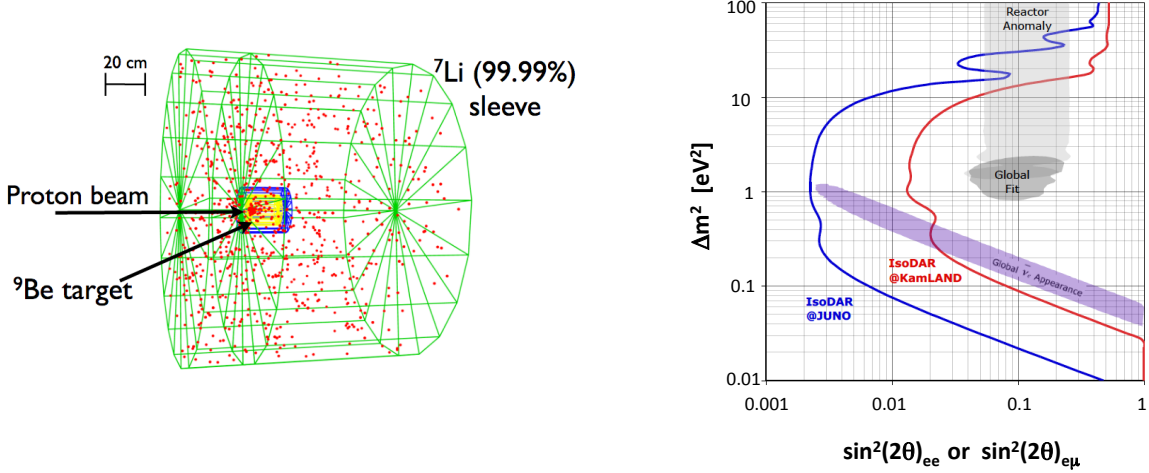 20 cm
⁷Li (99.99%)
sleeve
Proton beam
⁹Be target
100
10
1
0.1
0.01
Δm² [eV²]
Reactor
Anomaly
Global
Fit
Global ν̄ₑ Appearance
IsoDAR
@KamLAND
IsoDAR
@JUNO
0.001
0.01
0.1
1
sin²(2θ)ₑₑ or sin²(2θ)ₑμ